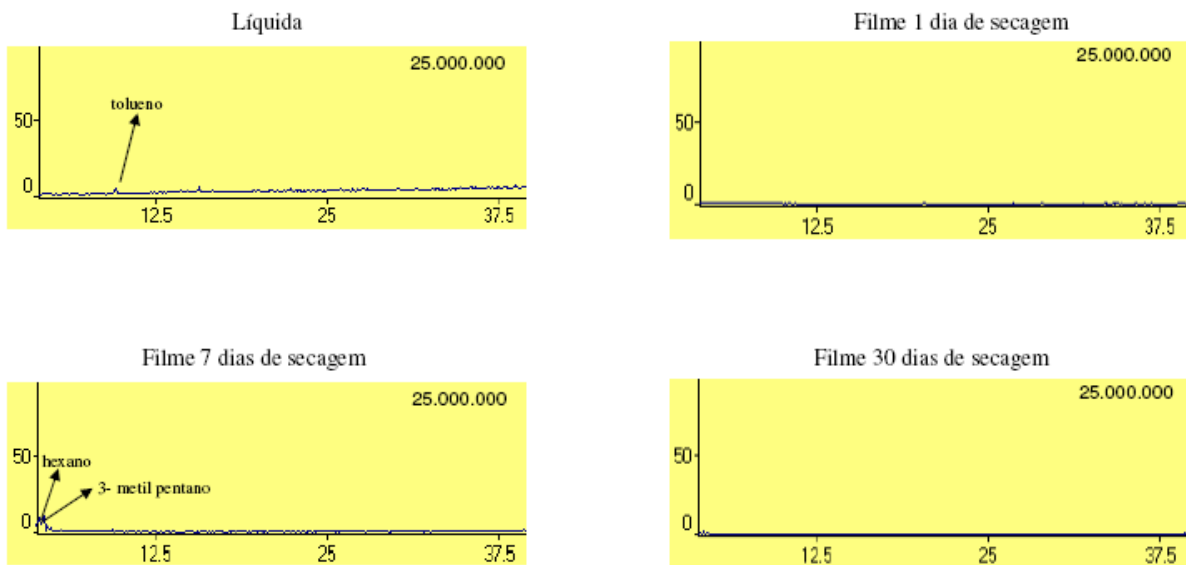 Líquida
25.000.000
tolueno
50
0
12.5 25 37.5
Filme 1 dia de secagem
25.000.000
50
0
12.5 25 37.5
Filme 7 dias de secagem
25.000.000
50
hexano
3- metil pentano
0
12.5 25 37.5
Filme 30 dias de secagem
25.000.000
50
0
12.5 25 37.5